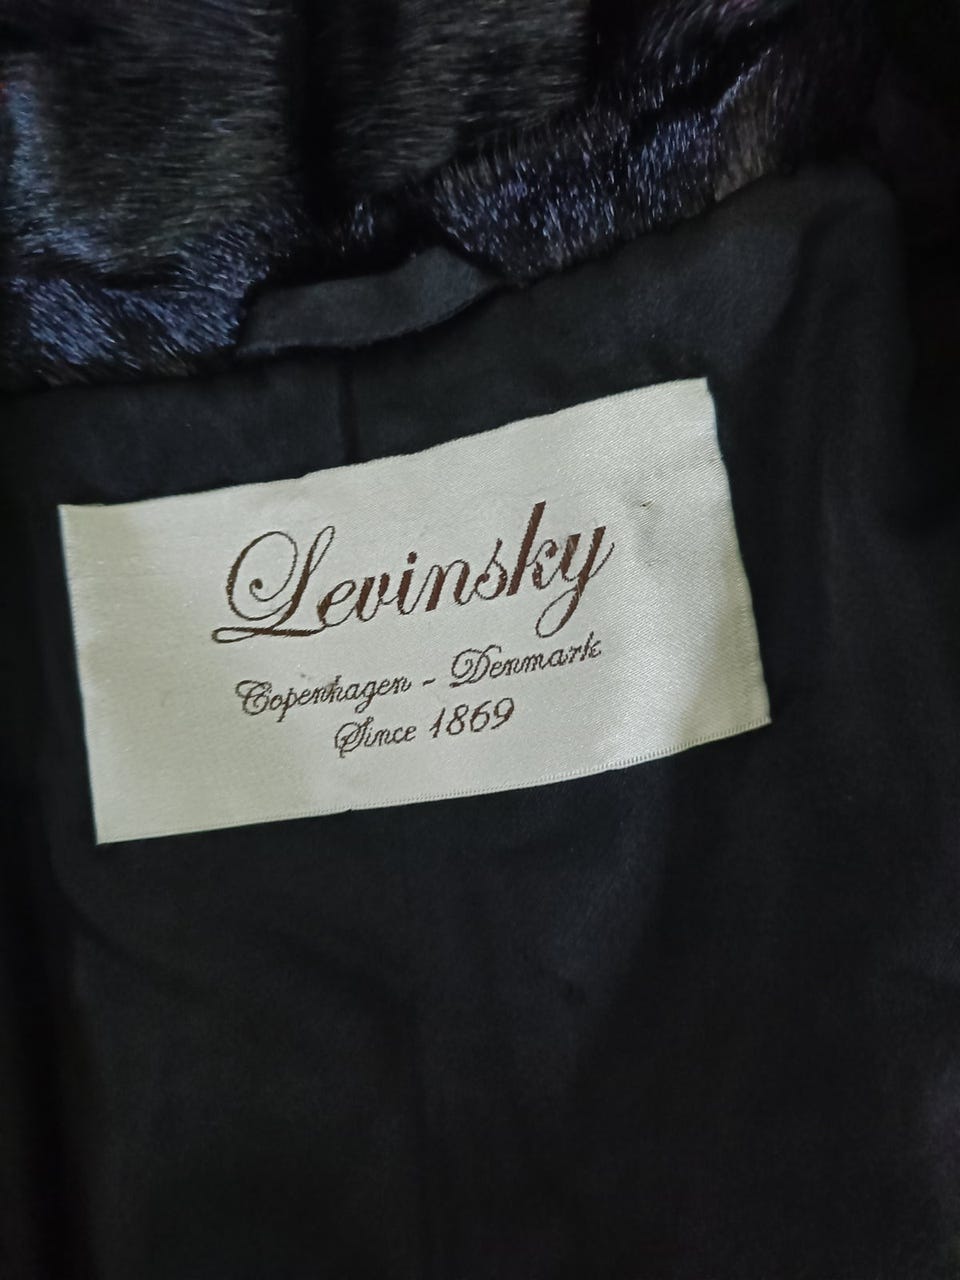 Levinsky
Copenhagen - Denmark
Since 1869